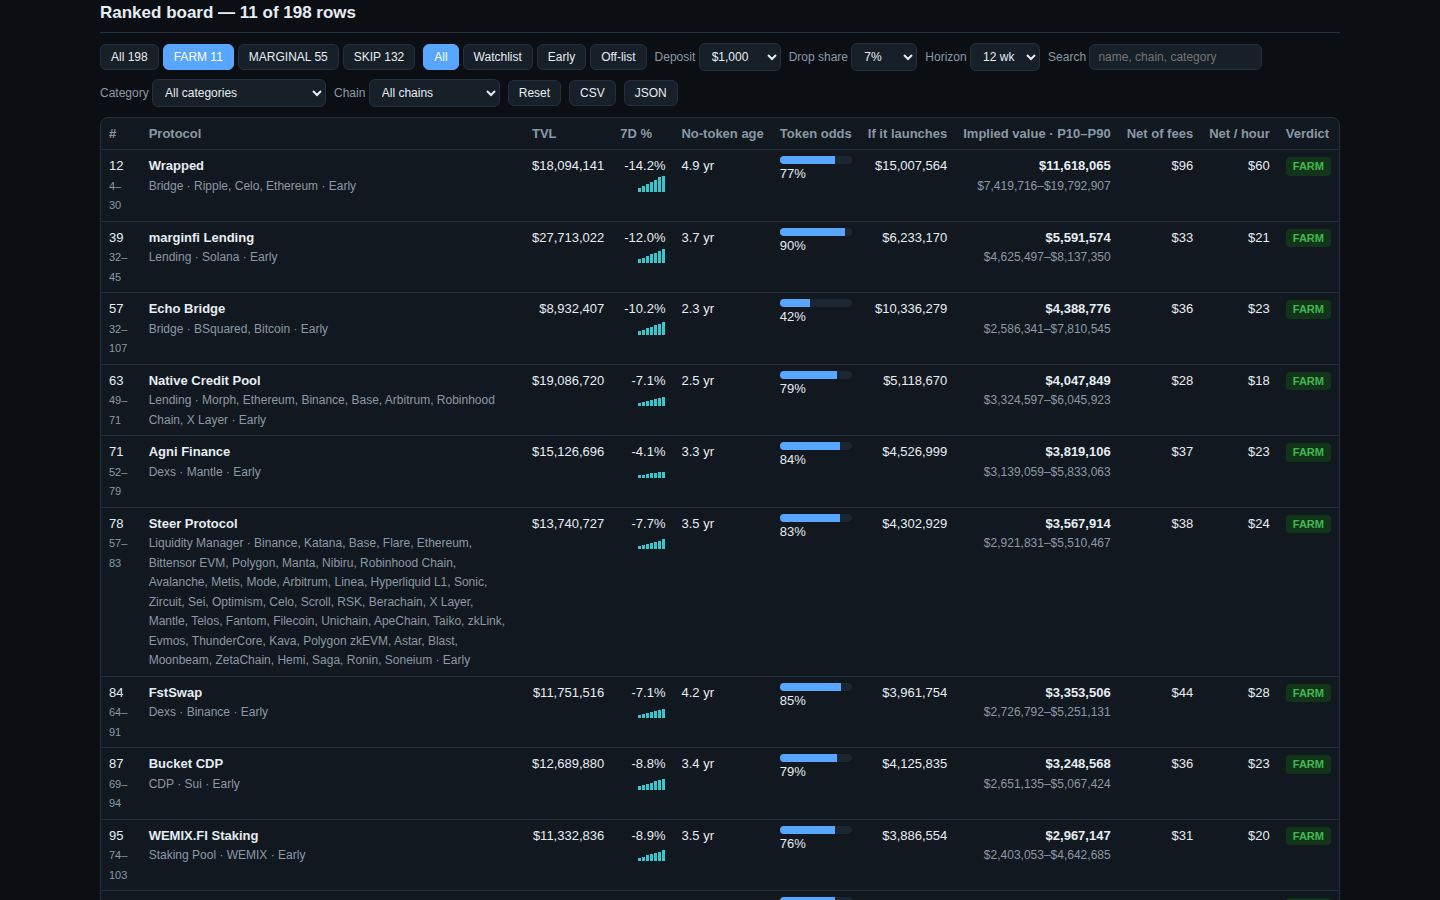 Ranked board — 11 of 198 rows
All 198 FARM 11 MARGINAL 55 SKIP 132 All Watchlist Early Off-list Deposit $1,000 Drop share 7% Horizon 12 wk Search name, chain, category
Category All categories Chain All chains Reset CSV JSON
# Protocol TVL 7D % No-token age Token odds If it launches Implied value · P10–P90 Net of fees Net / hour Verdict
12 Wrapped $18,094,141 -14.2% 4.9 yr 77% $15,007,564 $11,618,065 $96 $60 FARM
4–30 Bridge · Ripple, Celo, Ethereum · Early $7,419,716–$19,792,907
39 marginfi Lending $27,713,022 -12.0% 3.7 yr 90% $6,233,170 $5,591,574 $33 $21 FARM
32–45 Lending · Solana · Early $4,625,497–$8,137,350
57 Echo Bridge $8,932,407 -10.2% 2.3 yr 42% $10,336,279 $4,388,776 $36 $23 FARM
32–107 Bridge · BSquared, Bitcoin · Early $2,586,341–$7,810,545
63 Native Credit Pool $19,086,720 -7.1% 2.5 yr 79% $5,118,670 $4,047,849 $28 $18 FARM
49–71 Lending · Morph, Ethereum, Binance, Base, Arbitrum, Robinhood $3,324,597–$6,045,923
Chain, X Layer · Early
71 Agni Finance $15,126,696 -4.1% 3.3 yr 84% $4,526,999 $3,819,106 $37 $23 FARM
52–79 Dexs · Mantle · Early $3,139,059–$5,833,063
78 Steer Protocol $13,740,727 -7.7% 3.5 yr 83% $4,302,929 $3,567,914 $38 $24 FARM
57–83 Liquidity Manager · Binance, Katana, Base, Flare, Ethereum, $2,921,831–$5,510,467
Bittensor EVM, Polygon, Manta, Nibiru, Robinhood Chain,
Avalanche, Metis, Mode, Arbitrum, Linea, Hyperliquid L1, Sonic,
Zircuit, Sei, Optimism, Celo, Scroll, RSK, Berachain, X Layer,
Mantle, Telos, Fantom, Filecoin, Unichain, ApeChain, Taiko, zkLink,
Evmos, ThunderCore, Kava, Polygon zkEVM, Astar, Blast,
Moonbeam, ZetaChain, Hemi, Saga, Ronin, Soneium · Early
84 FstSwap $11,751,516 -7.1% 4.2 yr 85% $3,961,754 $3,353,506 $44 $28 FARM
64–91 Dexs · Binance · Early $2,726,792–$5,251,131
87 Bucket CDP $12,689,880 -8.8% 3.4 yr 79% $4,125,835 $3,248,568 $36 $23 FARM
69–94 CDP · Sui · Early $2,651,135–$5,067,424
95 WEMIX.FI Staking $11,332,836 -8.9% 3.5 yr 76% $3,886,554 $2,967,147 $31 $20 FARM
74–103 Staking Pool · WEMIX · Early $2,403,053–$4,642,685